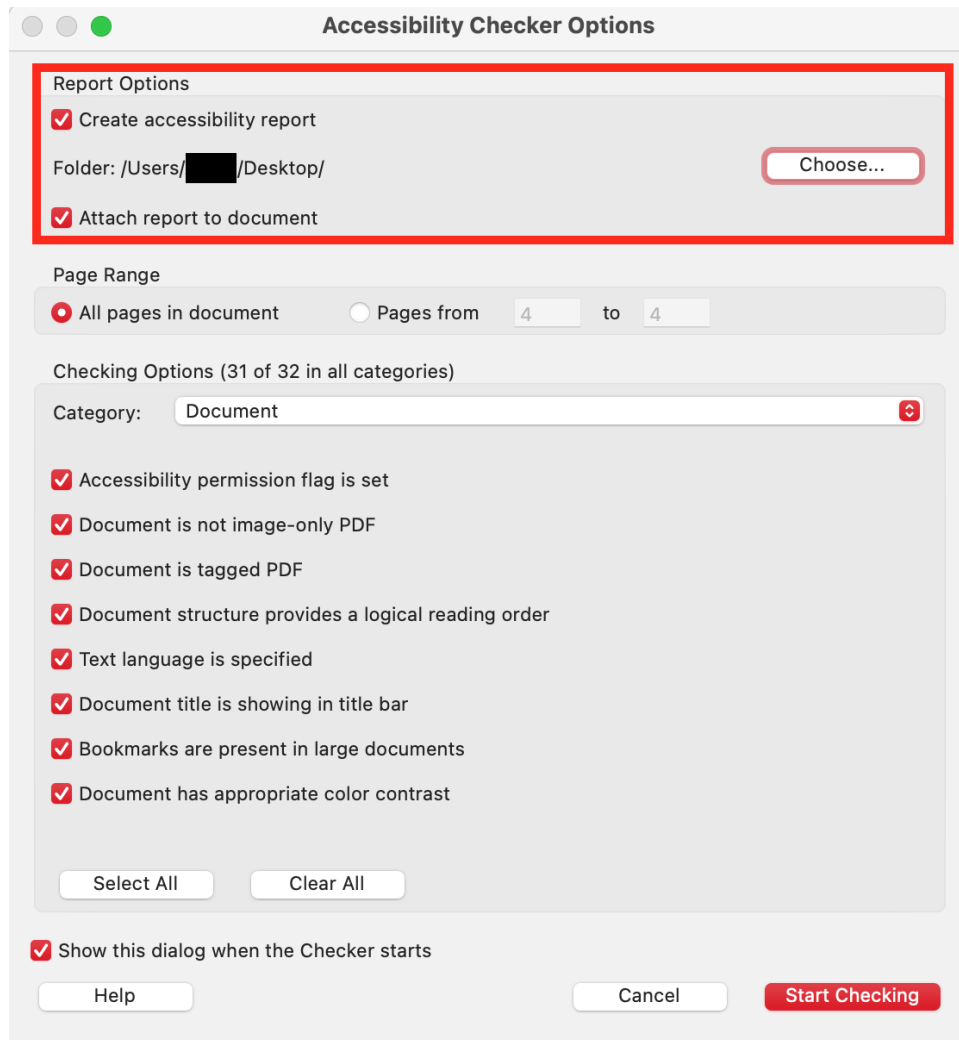 Accessibility Checker Options
Report Options
Create accessibility report
Folder: /Users/ /Desktop/
Choose...
Attach report to document
Page Range
All pages in document Pages from 4 to 4
Checking Options (31 of 32 in all categories)
Category: Document
Accessibility permission flag is set
Document is not image-only PDF
Document is tagged PDF
Document structure provides a logical reading order
Text language is specified
Document title is showing in title bar
Bookmarks are present in large documents
Document has appropriate color contrast
Select All Clear All
Show this dialog when the Checker starts
Help Cancel Start Checking